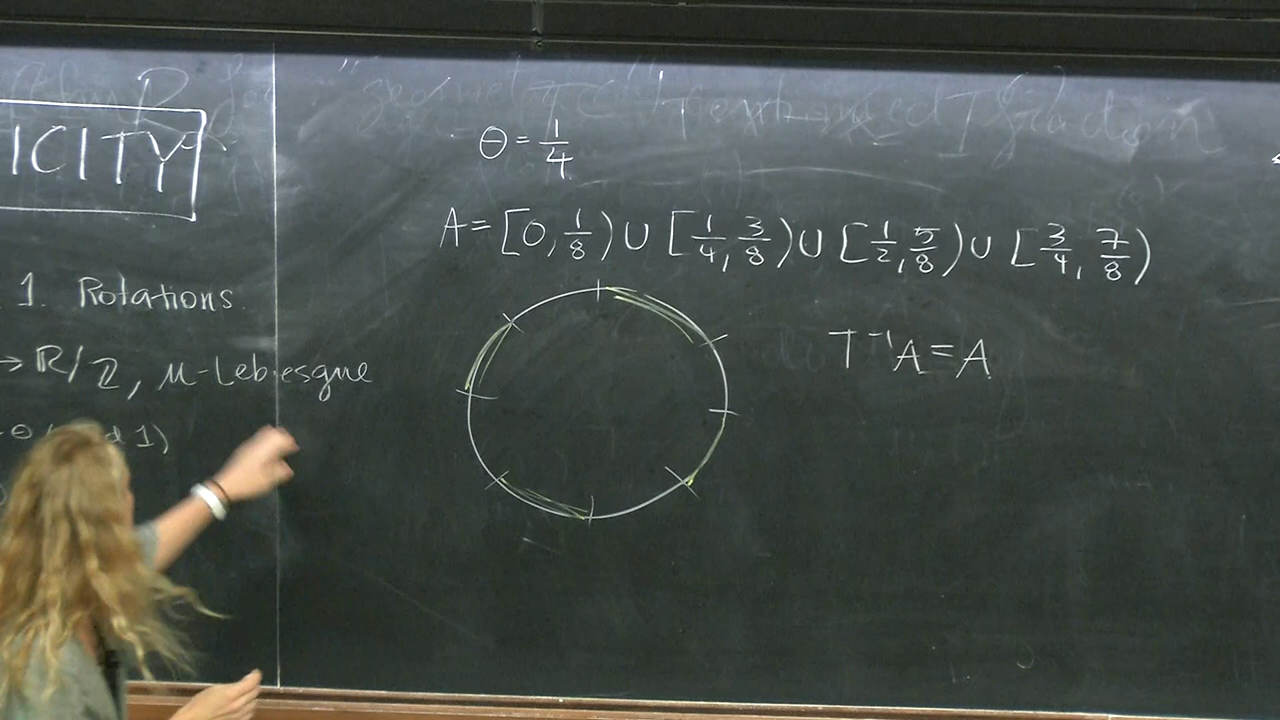 ICITY
1. Rotations.
→ R/Z, μ-Lebesgue
θ = 1/4
A = [0, 1/8) ∪ [1/4, 3/8) ∪ [1/2, 5/8) ∪ [3/4, 7/8)
T⁻¹A = A